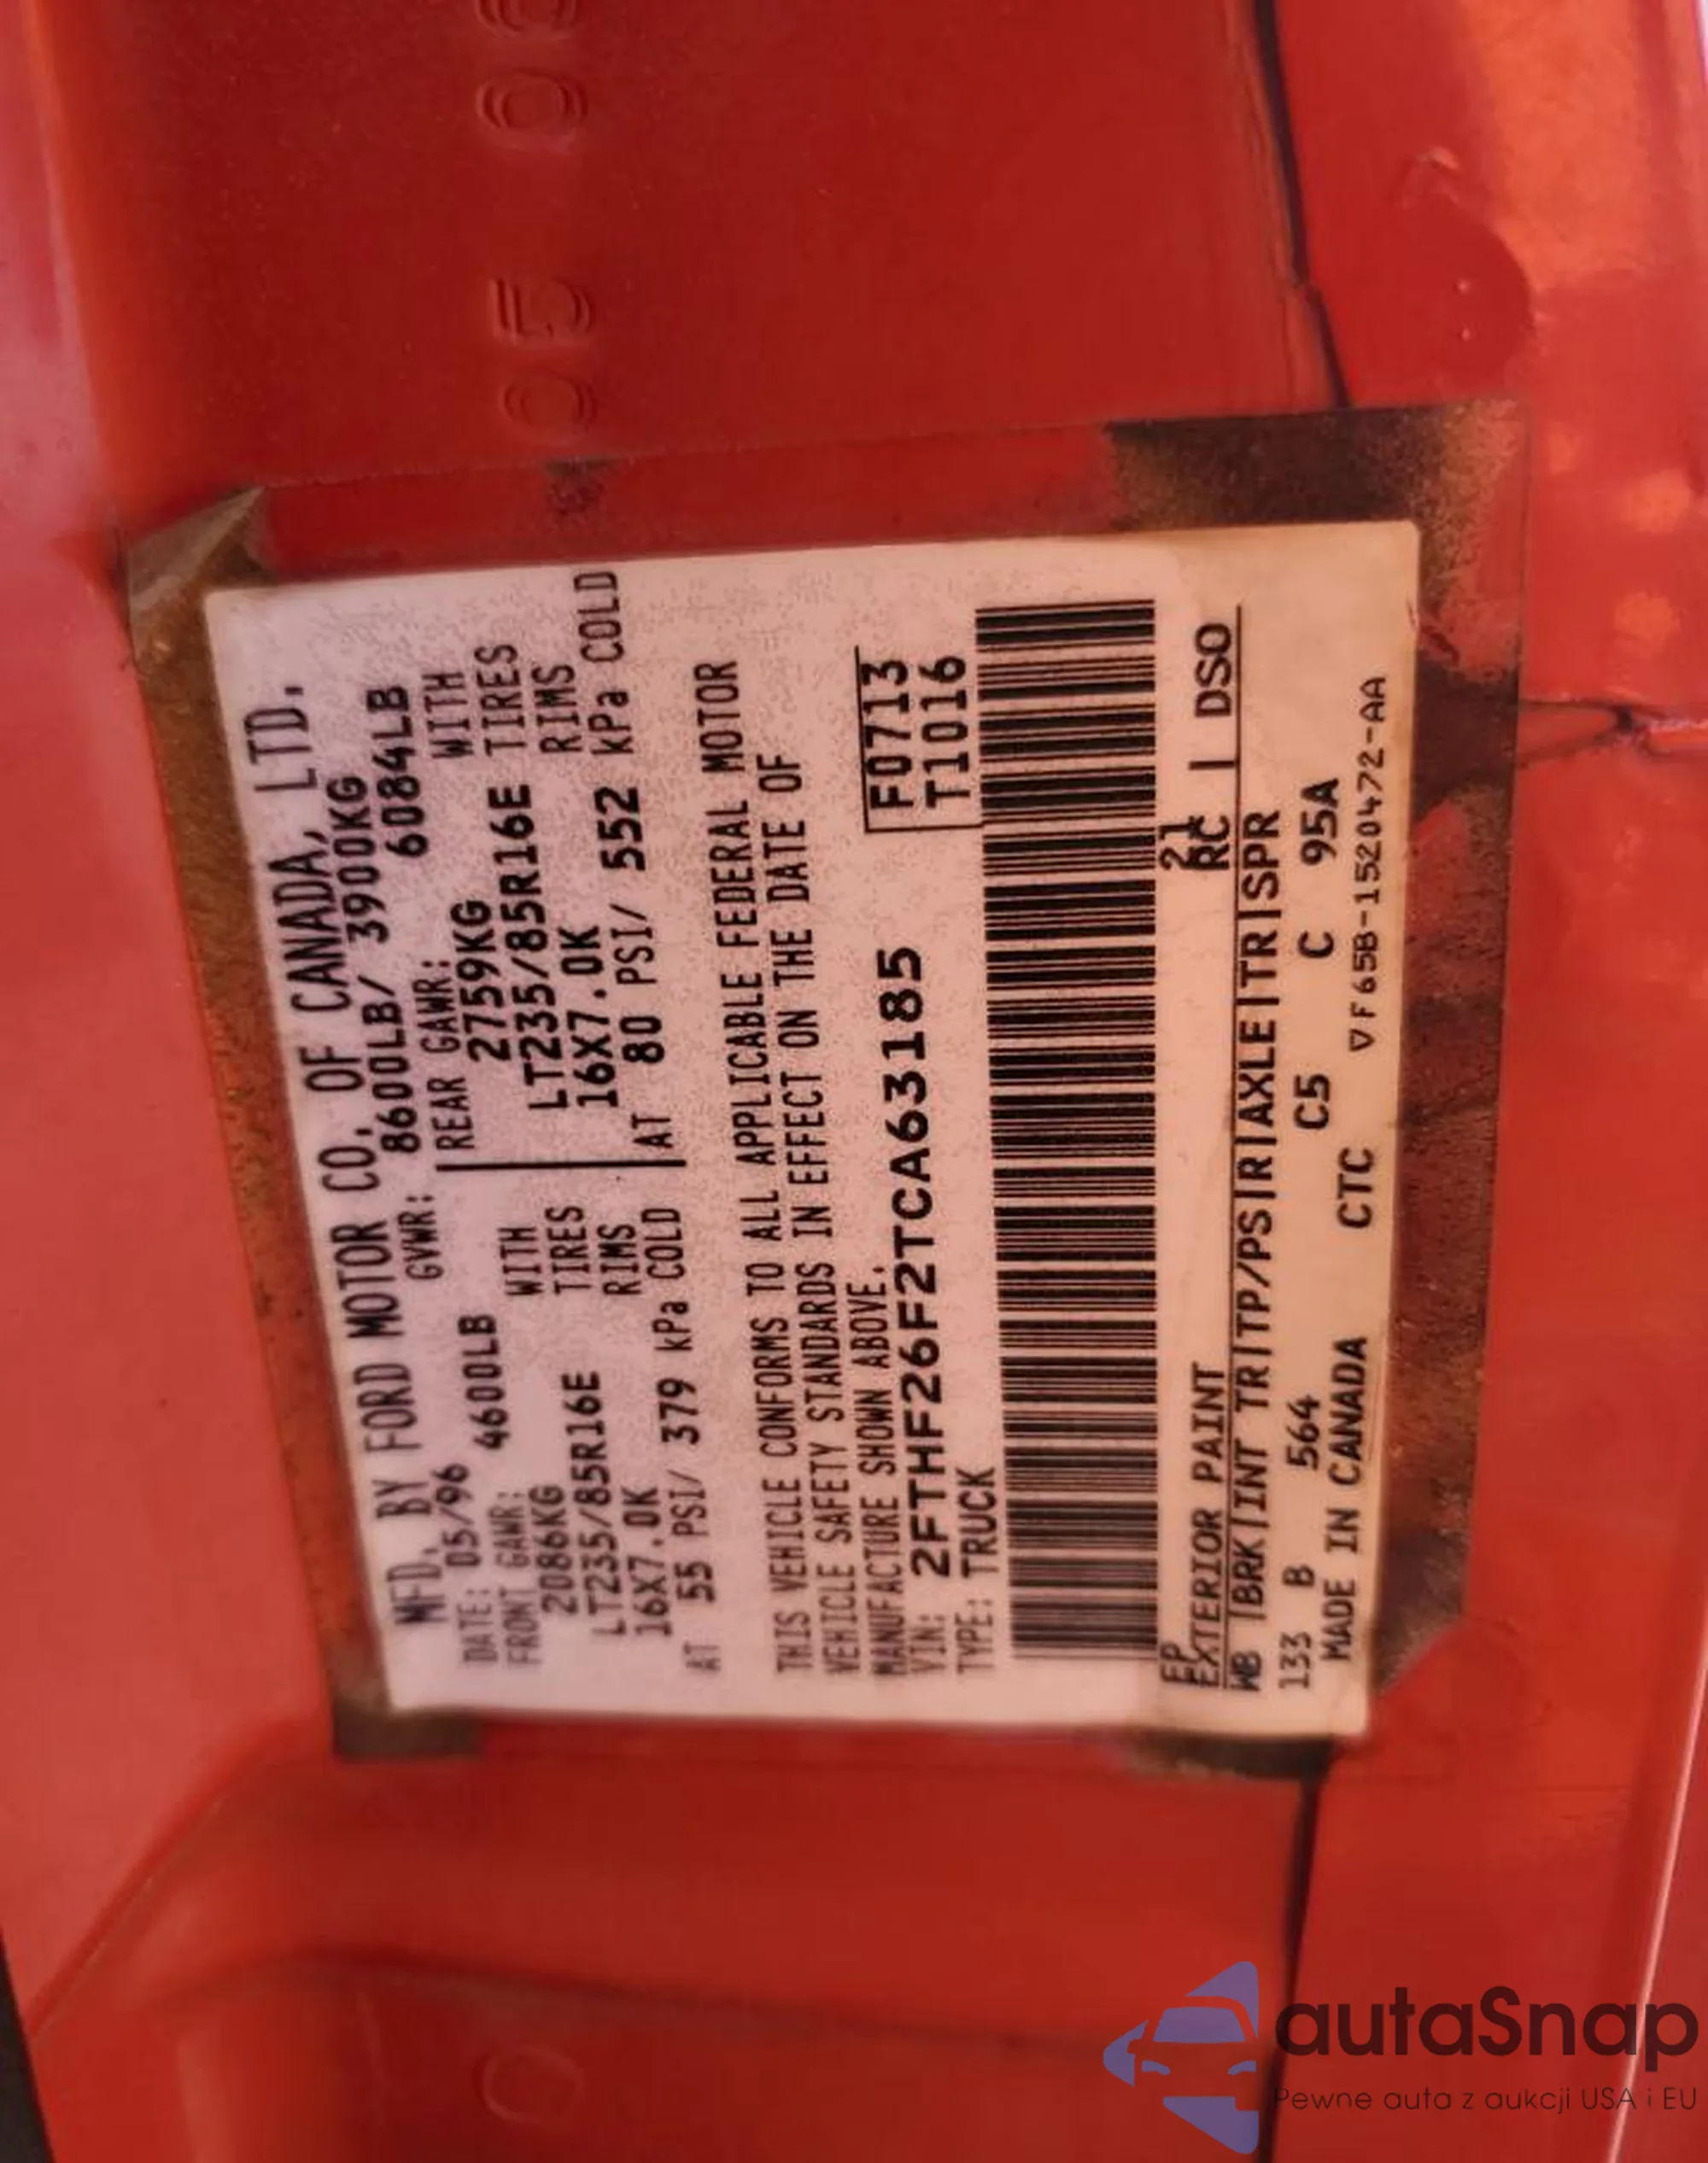 MFD. BY FORD MOTOR CO. OF CANADA, LTD.
DATE: 05/96 GVWR: 8600LB/ 3900KG
FRONT GAWR: 4600LB REAR GAWR: 6084LB
2086KG WITH 2759KG WITH
LT235/85R16E TIRES LT235/85R16E TIRES
16X7.0K RIMS 16X7.0K RIMS
AT 55 PSI/ 379 kPa COLD AT 80 PSI/ 552 kPa COLD
THIS VEHICLE CONFORMS TO ALL APPLICABLE FEDERAL MOTOR
VEHICLE SAFETY STANDARDS IN EFFECT ON THE DATE OF
MANUFACTURE SHOWN ABOVE.
VIN: 2FTHF26F2TCA63185 F0713
TYPE: TRUCK T1016
EP 21
EXTERIOR PAINT RC | DSO
WB |BRK|INT TR|TP/PS|R|AXLE|TR|SPR
133 B 564 C5 C 95A
MADE IN CANADA CTC ▽F65B-1520472-AA
05
autaSnap
Pewne auta z aukcji USA i EU